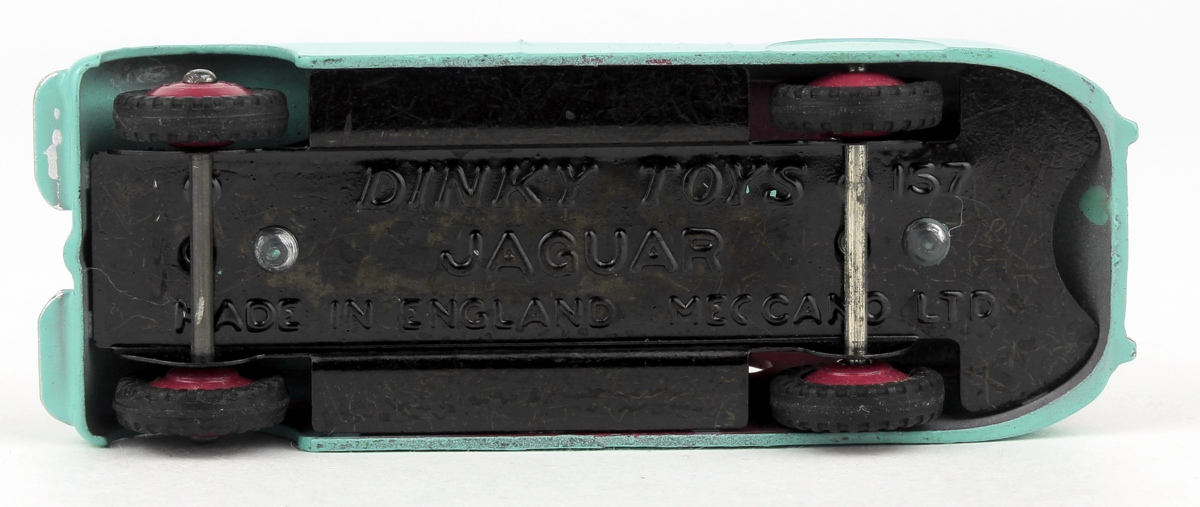 DINKY TOYS 157
JAGUAR
MADE IN ENGLAND MECCANO LTD